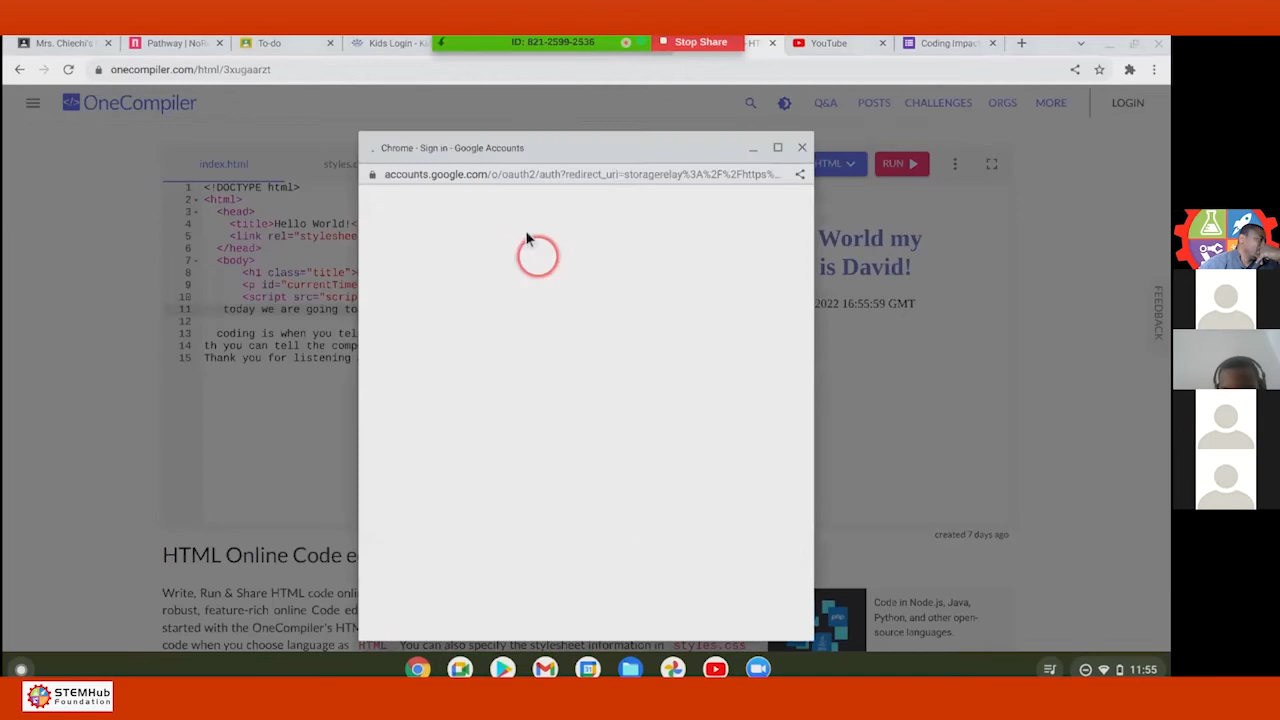 Mrs. Chiechi's
Pathway | NoRe
To-do
Kids Login - Ka
ID: 821-2599-2536
Stop Share
HT
YouTube
Coding Impac
onecompiler.com/html/3xugaarzt
OneCompiler
Q&A
POSTS
CHALLENGES
ORGS
MORE
LOGIN
Chrome - Sign in - Google Accounts
accounts.google.com/o/oauth2/auth?redirect_uri=storagerelay%3A%2F%2Fhttps%...
index.html
styles.c
HTML
RUN
1 <!DOCTYPE html>
2 <html>
3 <head>
4 <title>Hello World!<
5 <link rel="styleshee
6 </head>
7 <body>
8 <h1 class="title">
9 <p id="currentTime
10 <script src="scrip
11 today we are going to
12
13 coding is when you tel
14 th you can tell the comp
15 Thank you for listening
World my
is David!
2022 16:55:59 GMT
FEEDBACK
created 7 days ago
HTML Online Code e
Write, Run & Share HTML code onli
robust, feature-rich online Code ed
started with the OneCompiler's HTM
code when you choose language as HTML You can also specify the stylesheet information in styles.css
php
Code in Node.js, Java,
Python, and other open-
source languages.
31
11:55
STEMHub
Foundation